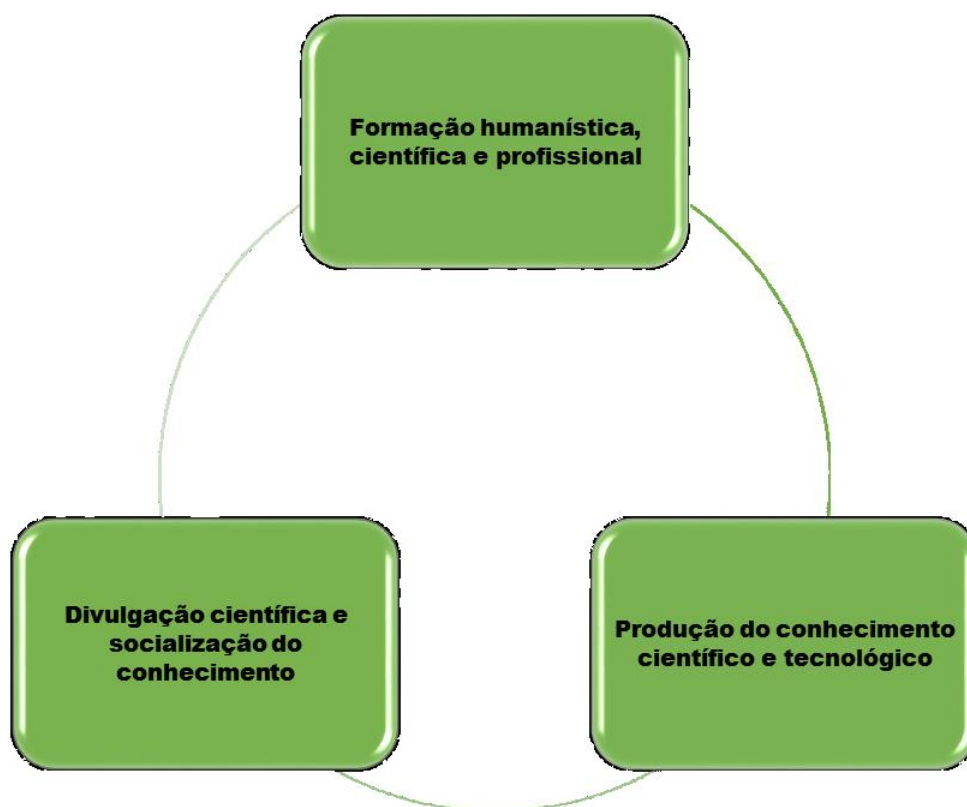 Formação humanística,
científica e profissional
Divulgação científica e
socialização do
conhecimento
Produção do conhecimento
científico e tecnológico